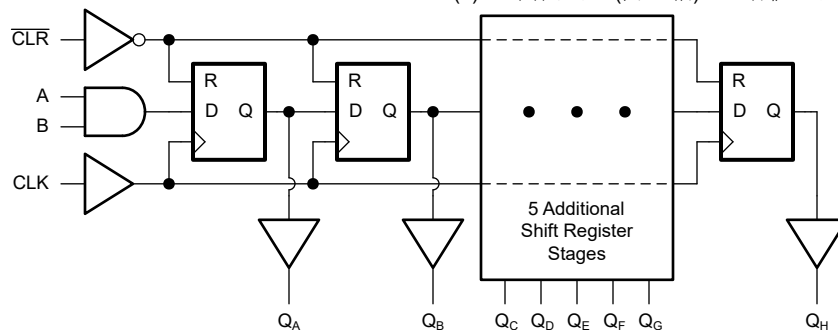 CLR
R
R
R
A
B
D Q
D Q
D Q
CLK
5 Additional
Shift Register
Stages
QA
QB
QC
QD
QE
QF
QG
QH